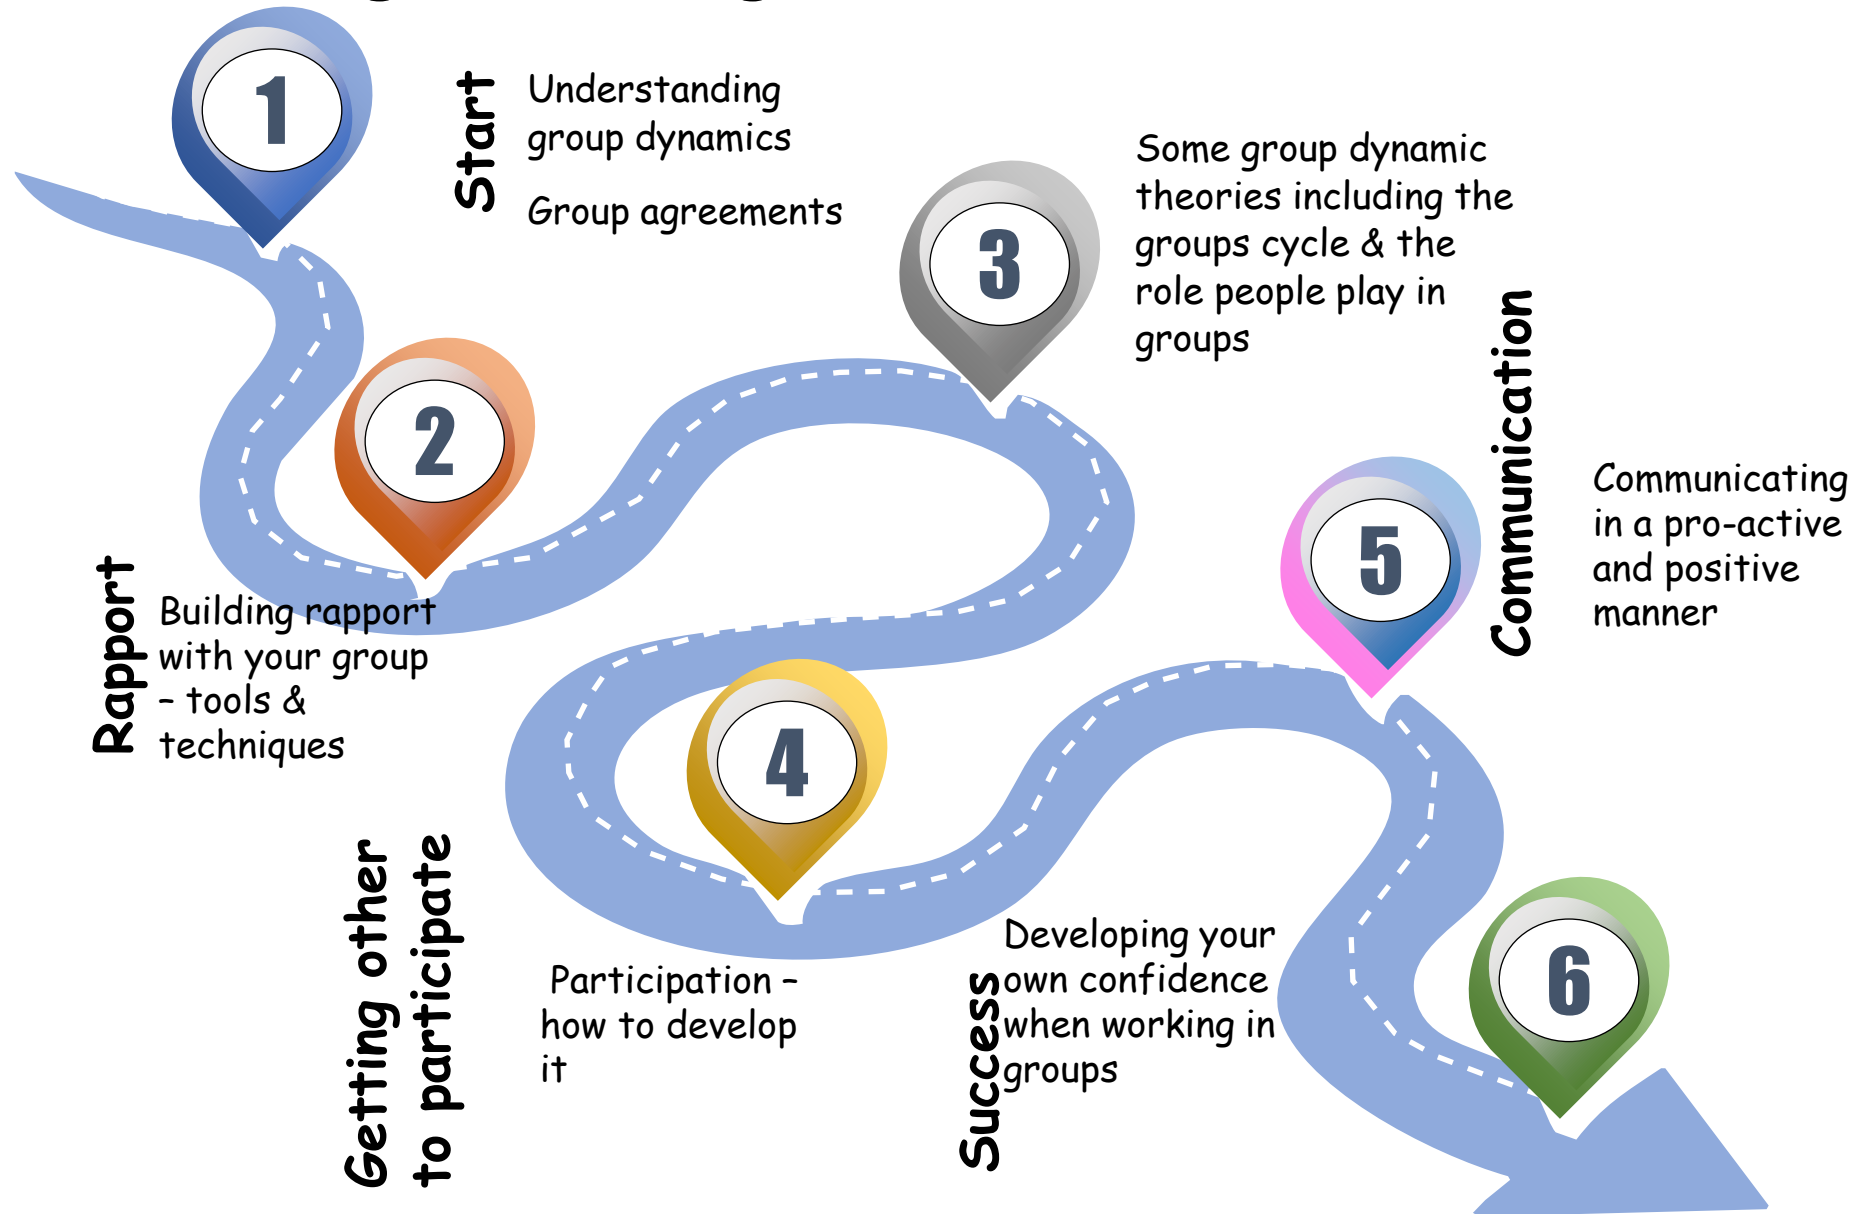 1
Start
Understanding
group dynamics
Group agreements
2
Rapport
Building rapport
with your group
– tools &
techniques
3
Some group dynamic
theories including the
groups cycle & the
role people play in
groups
4
Getting other
to participate
Participation –
how to develop
it
5
Communication
Communicating
in a pro-active
and positive
manner
6
Success
Developing your
own confidence
when working in
groups